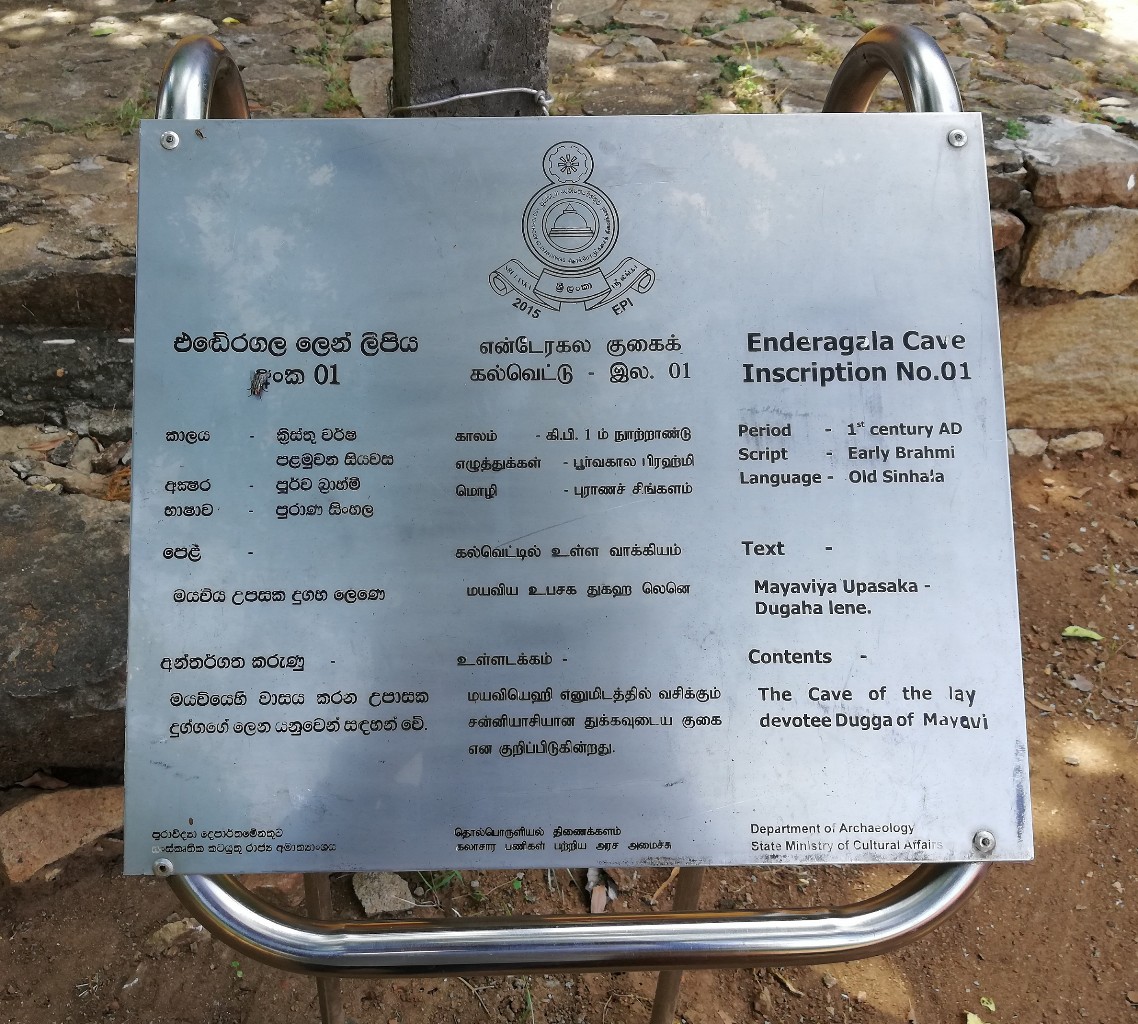 ශ්‍රී ලංකා
2015
EPI
එඬේරගල ලෙන් ලිපිය
අංක 01
කාලය - ක්‍රිස්තු වර්ෂ
පළමුවන සියවස
අක්‍ෂර - පූර්ව බ්‍රාහ්මී
භාෂාව - පුරාණ සිංහල
පෙළ -
මයවිය උපසක දුගහ ලෙණෙ
අන්තර්ගත කරුණු -
මයවියෙහි වාසය කරන උපාසක
දුග්ගගේ ලෙන යනුවෙන් සඳහන් වේ.
පුරාවිද්‍යා දෙපාර්තමේන්තුව
සංස්කෘතික කටයුතු රාජ්‍ය අමාත්‍යාංශය
என்டேரகல குகைக்
கல்வெட்டு - இல. 01
காலம் - கி.பி. 1 ம் நூற்றாண்டு
எழுத்துக்கள் - பூர்வகால பிரஹ்மி
மொழி - புராணச் சிங்களம்
கல்வெட்டில் உள்ள வாக்கியம்
மயவிய உபசக துகஹ லெனெ
உள்ளடக்கம் -
மயவியெஹி எனுமிடத்தில் வசிக்கும்
சன்னியாசியான துக்கவுடைய குகை
என குறிப்பிடுகின்றது.
தொல்பொருளியல் திணைக்களம்
கலாசார பணிகள் பற்றிய அரச அமைச்சு
Enderagala Cave
Inscription No.01
Period - 1st century AD
Script - Early Brahmi
Language - Old Sinhala
Text -
Mayaviya Upasaka -
Dugaha lene.
Contents -
The Cave of the lay
devotee Dugga of Mayavi
Department of Archaeology
State Ministry of Cultural Affairs